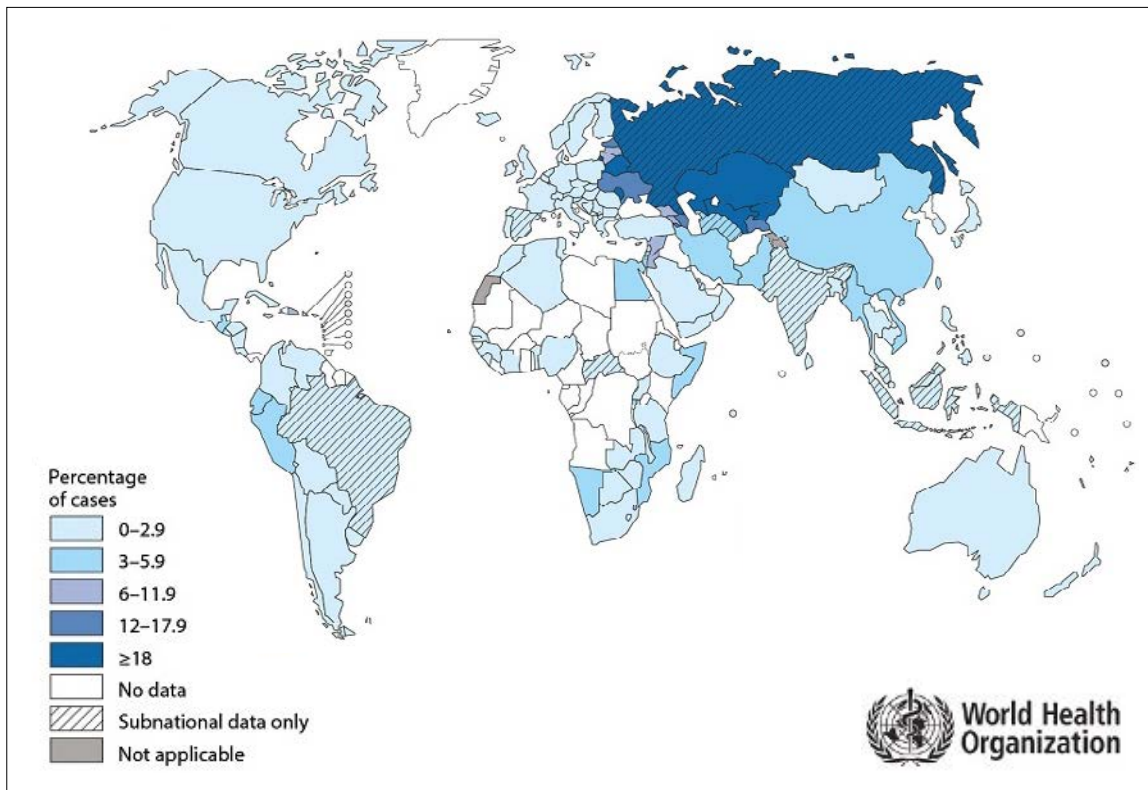 Percentage
of cases
0–2.9
3–5.9
6–11.9
12–17.9
≥18
No data
Subnational data only
Not applicable
World Health
Organization